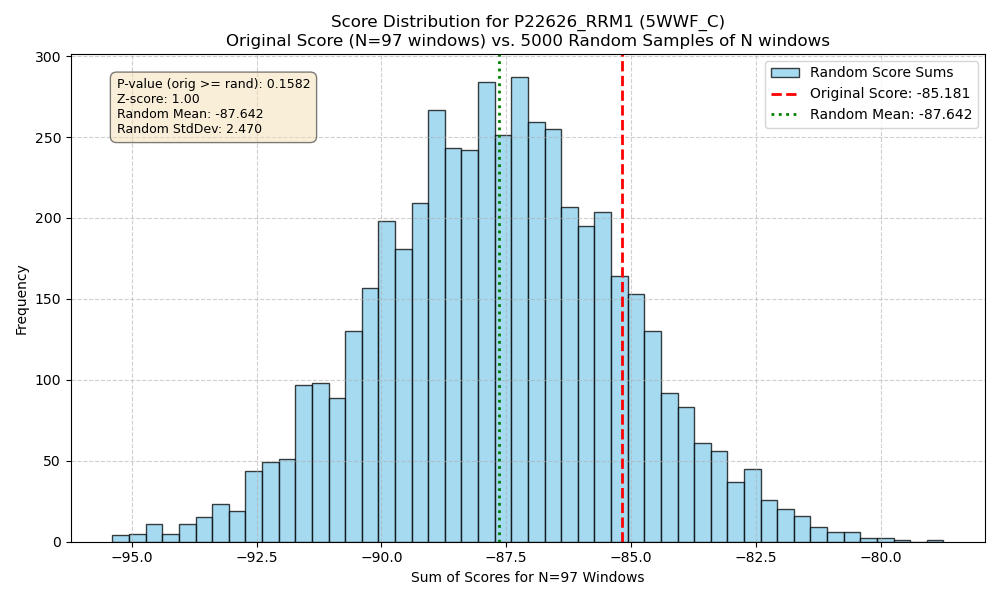 Score Distribution for P22626_RRM1 (5WWF_C)
Original Score (N=97 windows) vs. 5000 Random Samples of N windows
P-value (orig >= rand): 0.1582
Z-score: 1.00
Random Mean: -87.642
Random StdDev: 2.470
Random Score Sums
Original Score: -85.181
Random Mean: -87.642
Frequency
300
250
200
150
100
50
0
−95.0
−92.5
−90.0
−87.5
−85.0
−82.5
−80.0
Sum of Scores for N=97 Windows